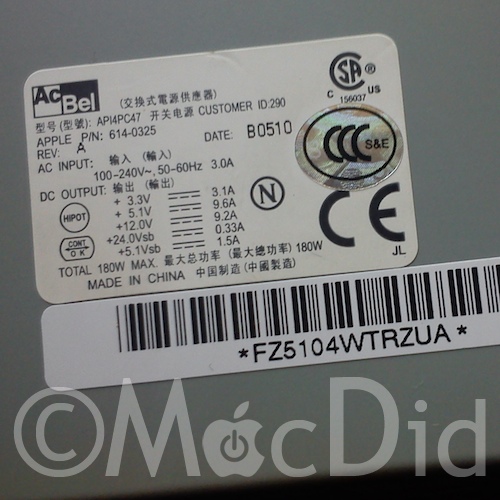 AcBel
(交換式電源供應器)
型号(型號): API4PC47 开关电源 CUSTOMER ID:290
APPLE P/N: 614-0325
REV: A
DATE: B0510
AC INPUT: 输入 (輸入)
100-240V~, 50-60Hz 3.0A
DC OUTPUT: 输出 (輸出)
+ 3.3V 3.1A
+ 5.1V 9.6A
+12.0V 9.2A
+24.0Vsb 0.33A
+5.1Vsb 1.5A
HIPOT
CONT OK
TOTAL 180W MAX. 最大总功率 (最大總功率) 180W
MADE IN CHINA 中国制造 (中國製造)
N
CSA ®
C US
156037
CCC S&E
CE
JL
*FZ5104WTRZUA*
©MacDid